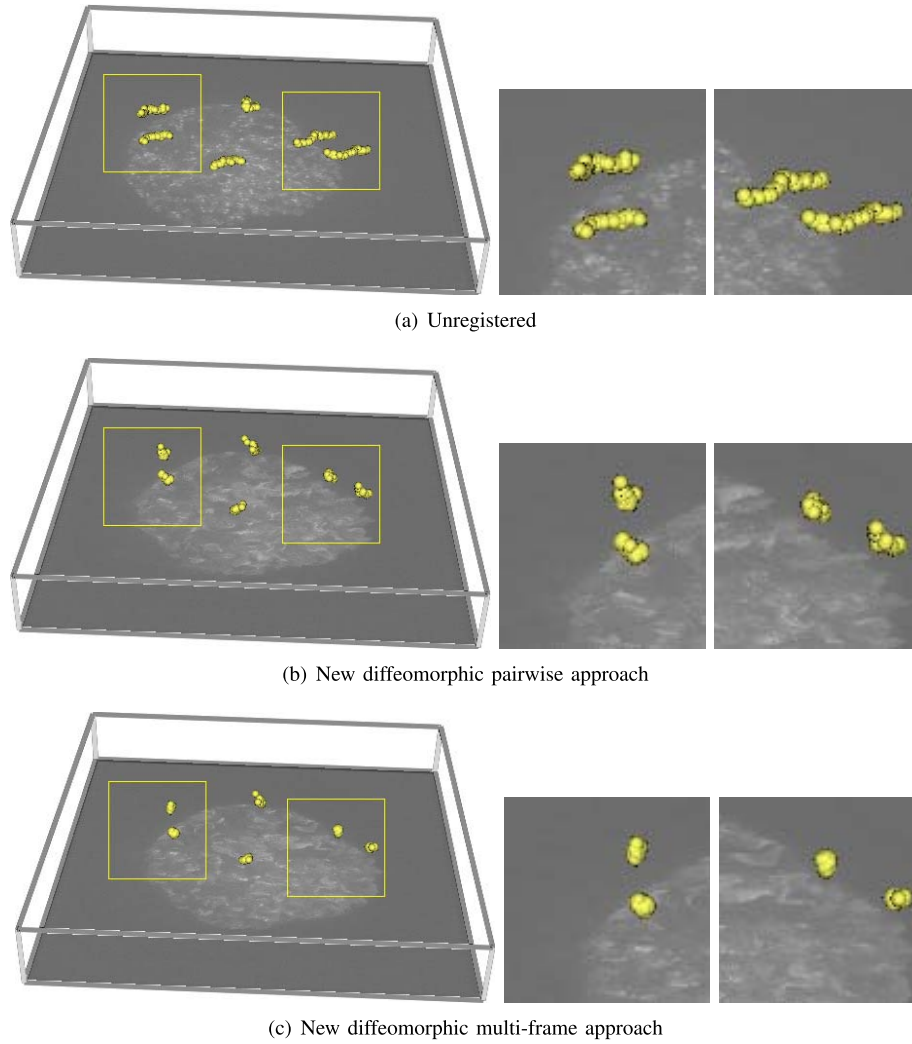 (a) Unregistered
(b) New diffeomorphic pairwise approach
(c) New diffeomorphic multi-frame approach